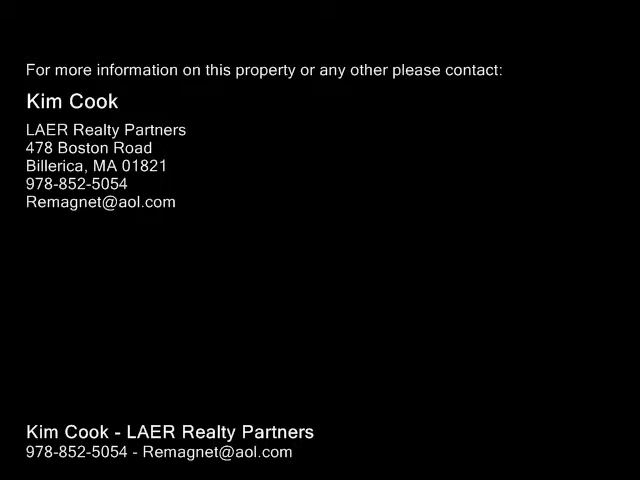 For more information on this property or any other please contact:
Kim Cook
LAER Realty Partners
478 Boston Road
Billerica, MA 01821
978-852-5054
Remagnet@aol.com
Kim Cook - LAER Realty Partners
978-852-5054 - Remagnet@aol.com